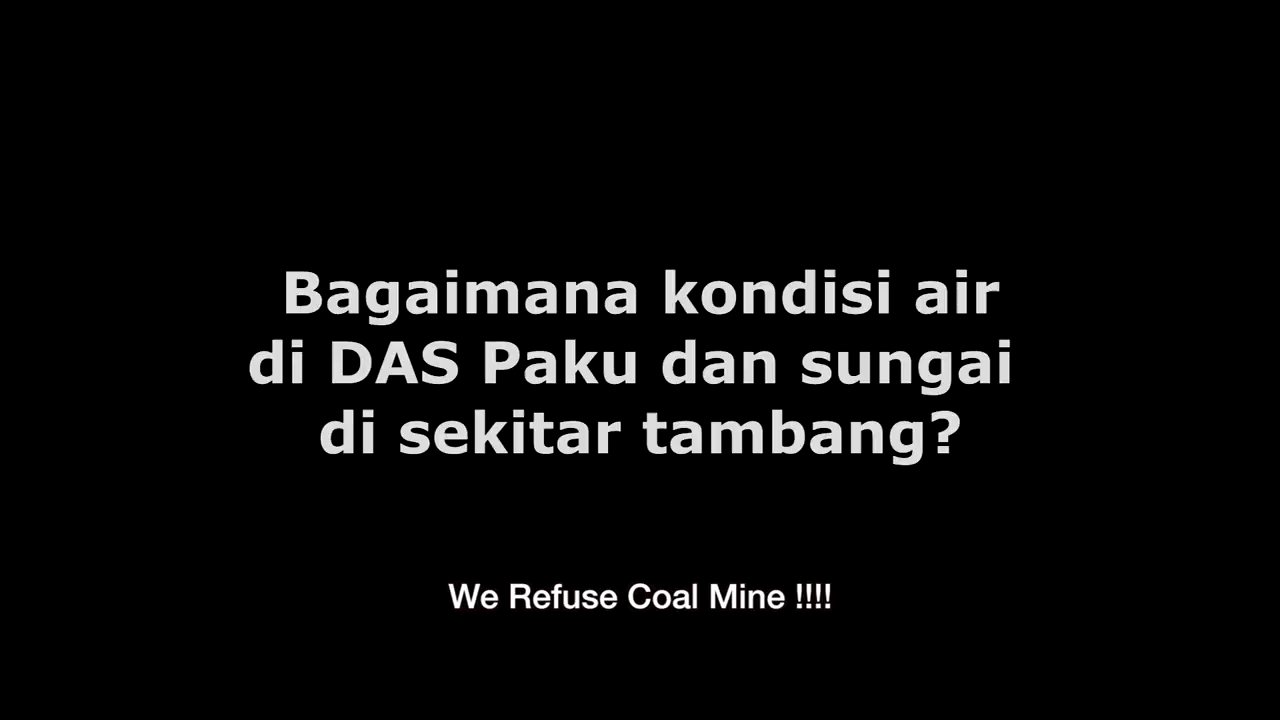 Bagaimana kondisi air
di DAS Paku dan sungai
di sekitar tambang?
We Refuse Coal Mine !!!!